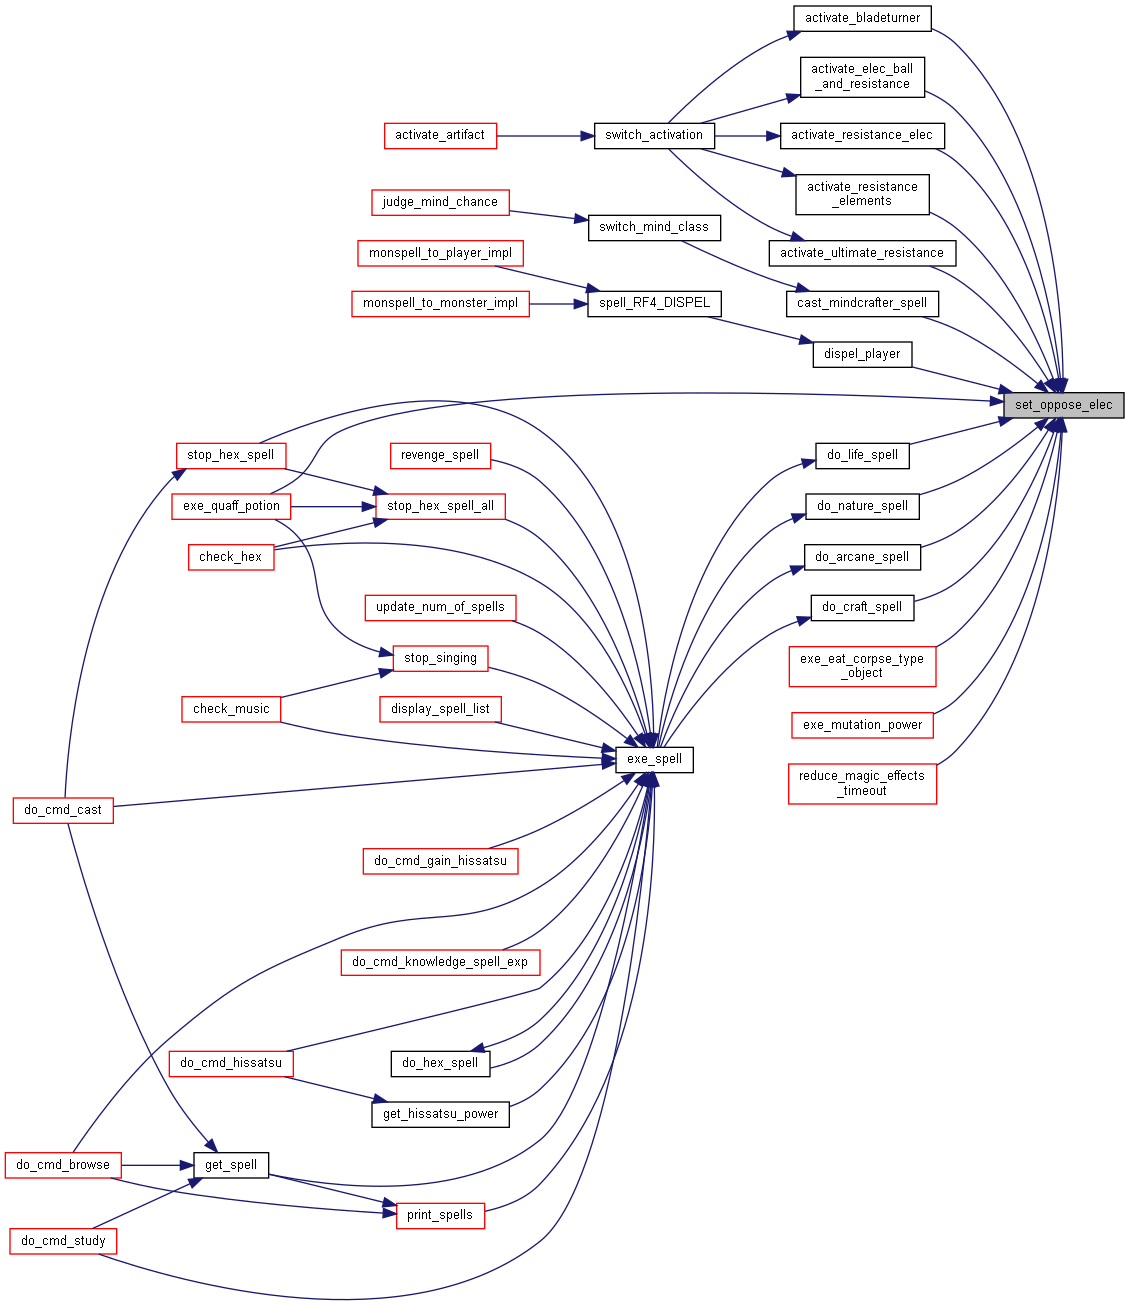 activate_bladeturner
activate_elec_ball
_and_resistance
activate_artifact
switch_activation
activate_resistance_elec
judge_mind_chance
activate_resistance
_elements
switch_mind_class
monspell_to_player_impl
activate_ultimate_resistance
monspell_to_monster_impl
spell_RF4_DISPEL
cast_mindcrafter_spell
dispel_player
set_oppose_elec
stop_hex_spell
revenge_spell
do_life_spell
exe_quaff_potion
stop_hex_spell_all
do_nature_spell
check_hex
do_arcane_spell
update_num_of_spells
do_craft_spell
stop_singing
exe_eat_corpse_type
_object
check_music
display_spell_list
exe_mutation_power
exe_spell
reduce_magic_effects
_timeout
do_cmd_cast
do_cmd_gain_hissatsu
do_cmd_knowledge_spell_exp
do_cmd_hissatsu
do_hex_spell
get_hissatsu_power
do_cmd_browse
get_spell
print_spells
do_cmd_study